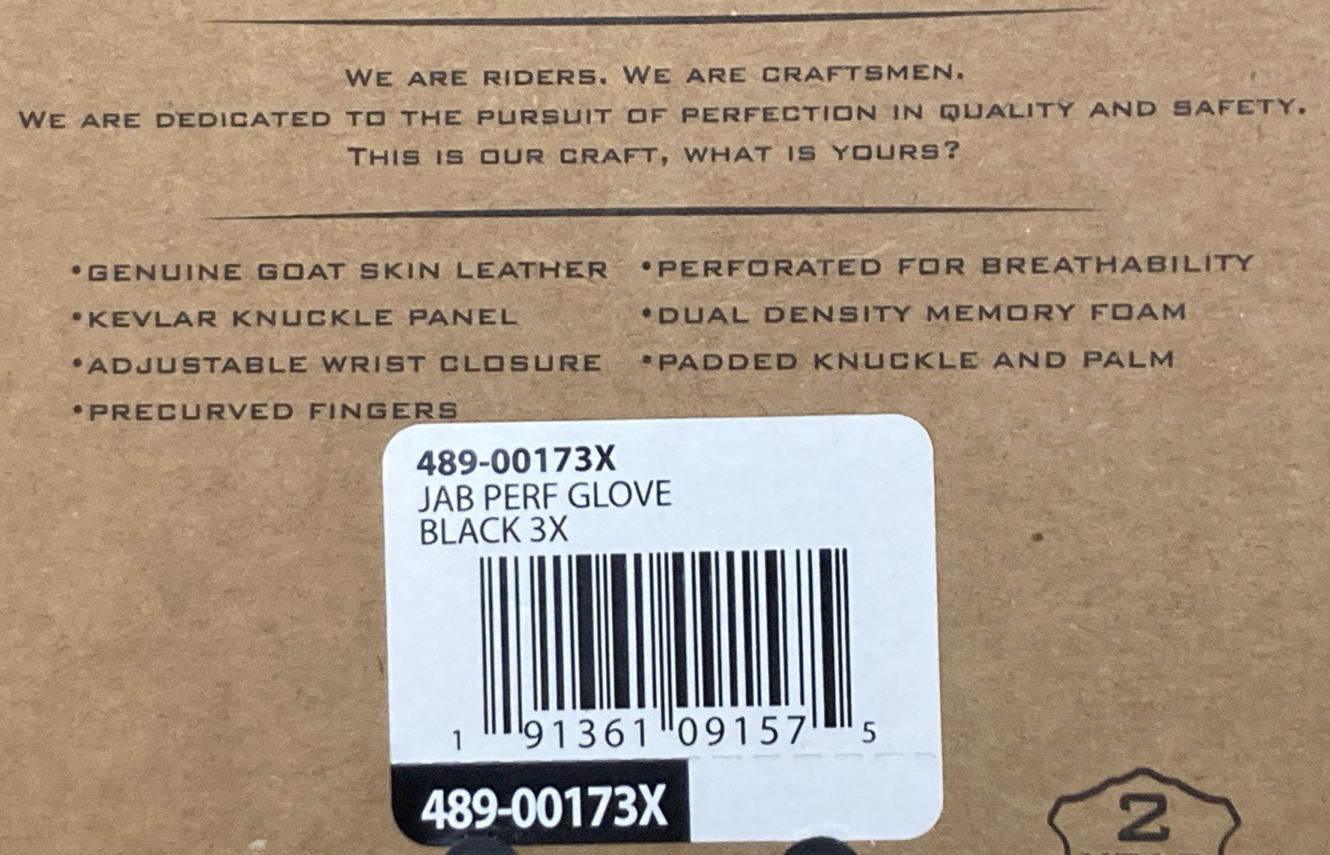 WE ARE RIDERS. WE ARE CRAFTSMEN.
WE ARE DEDICATED TO THE PURSUIT OF PERFECTION IN QUALITY AND SAFETY.
THIS IS OUR CRAFT, WHAT IS YOURS?
•GENUINE GOAT SKIN LEATHER
•PERFORATED FOR BREATHABILITY
•KEVLAR KNUCKLE PANEL
•DUAL DENSITY MEMORY FOAM
•ADJUSTABLE WRIST CLOSURE
•PADDED KNUCKLE AND PALM
•PRECURVED FINGERS
489-00173X
JAB PERF GLOVE
BLACK 3X
1 91361 09157 5
489-00173X
2